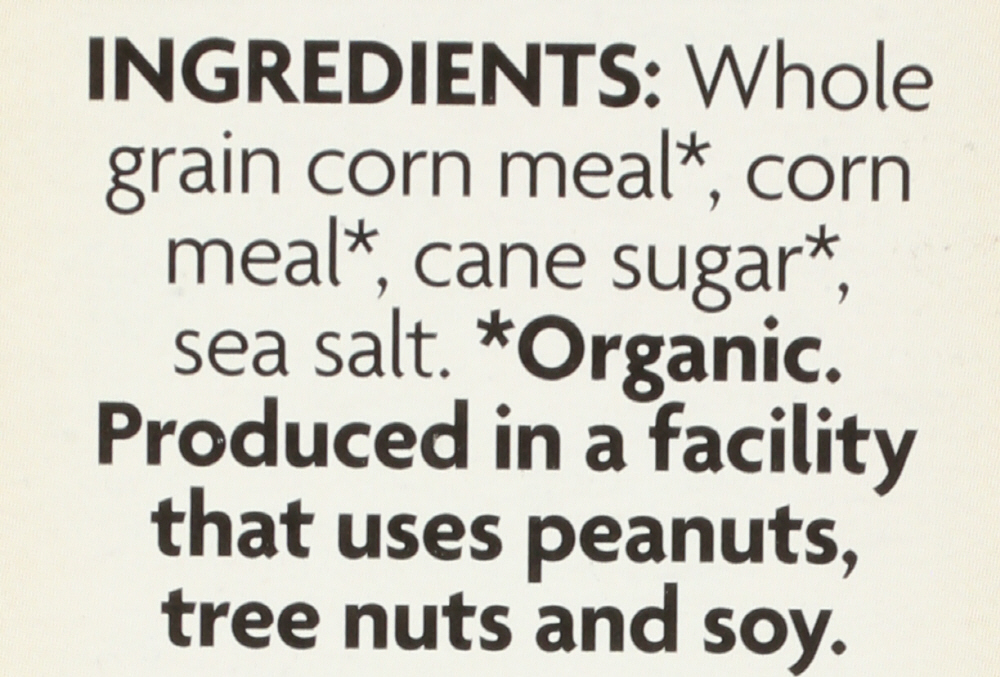 INGREDIENTS: Whole
grain corn meal*, corn
meal*, cane sugar*,
sea salt. *Organic.
Produced in a facility
that uses peanuts,
tree nuts and soy.